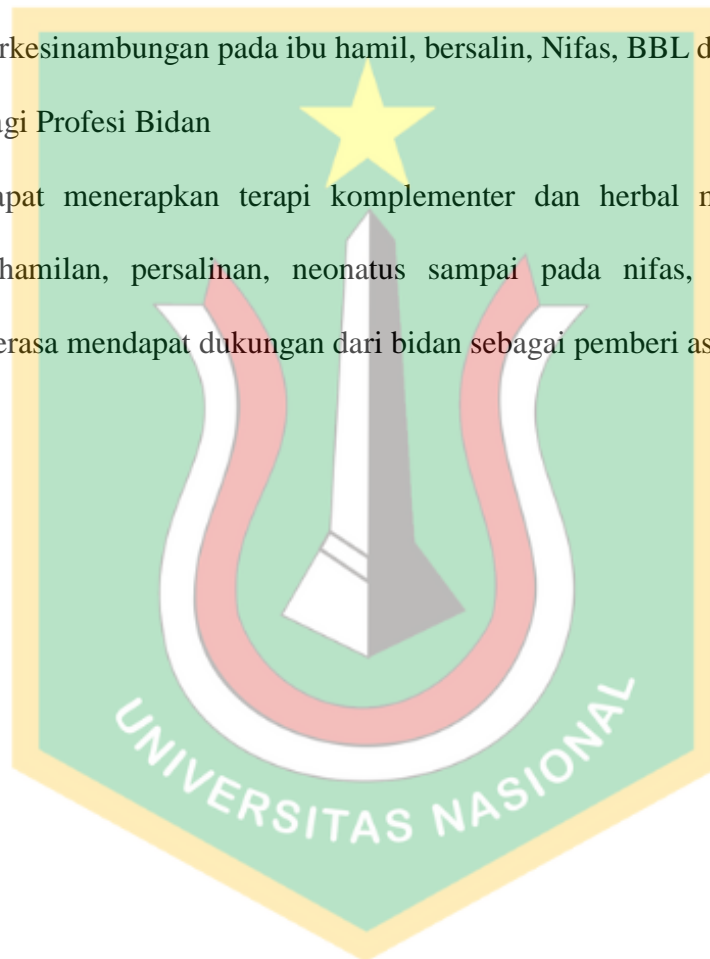 rkesinambungan pada ibu hamil, bersalin, Nifas, BBL d
agi Profesi Bidan
apat menerapkan terapi komplementer dan herbal
hamilan, persalinan, neonatus sampai pada nifas,
erasa mendapat dukungan dari bidan sebagai pemberi as
UNIVERSITAS NASIONAL